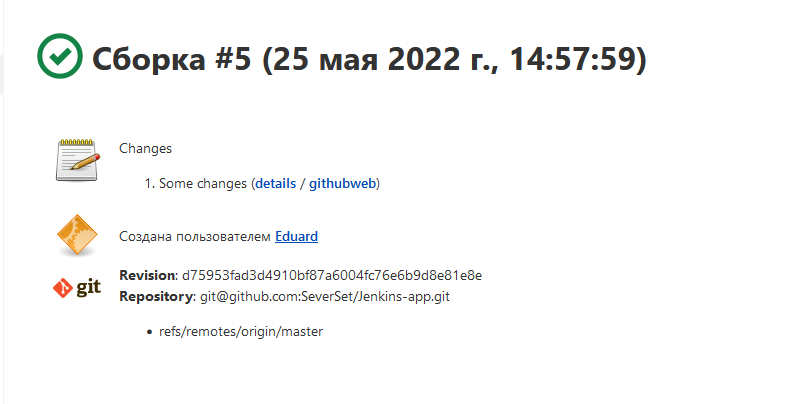 Сборка #5 (25 мая 2022 г., 14:57:59)
Changes
1. Some changes (details / githubweb)
Создана пользователем Eduard
git
Revision: d75953fad3d4910bf87a6004fc76e6b9d8e81e8e
Repository: git@github.com:SeverSet/Jenkins-app.git
• refs/remotes/origin/master